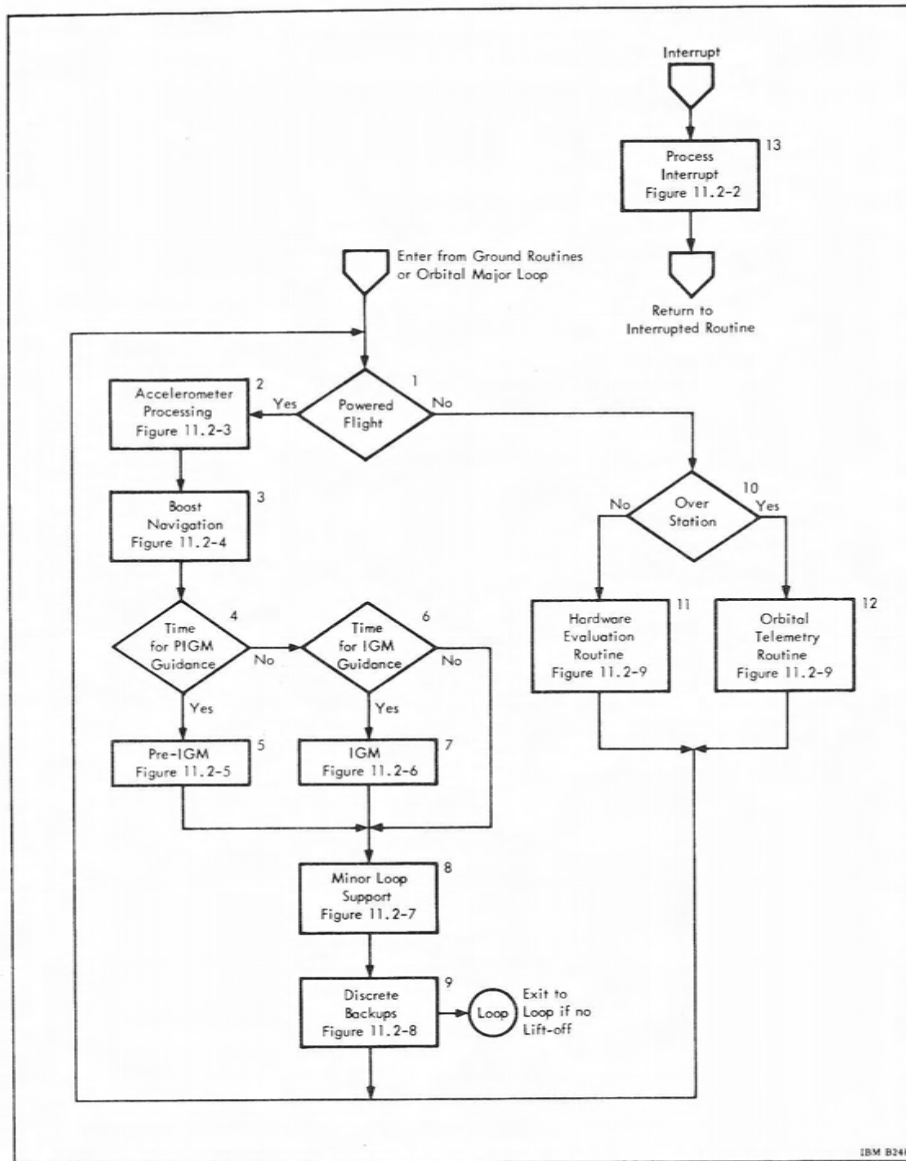 Interrupt
13
Process
Interrupt
Figure 11.2-2
Return to
Interrupted Routine
Enter from Ground Routines
or Orbital Major Loop
1
Powered
Flight
Yes
No
2
Accelerometer
Processing
Figure 11.2-3
3
Boost
Navigation
Figure 11.2-4
4
Time
for PIGM
Guidance
No
Yes
6
Time
for IGM
Guidance
No
Yes
5
Pre-IGM
Figure 11.2-5
7
IGM
Figure 11.2-6
8
Minor Loop
Support
Figure 11.2-7
9
Discrete
Backups
Figure 11.2-8
Loop
Exit to
Loop if no
Lift-off
10
Over
Station
No
Yes
11
Hardware
Evaluation
Routine
Figure 11.2-9
12
Orbital
Telemetry
Routine
Figure 11.2-9